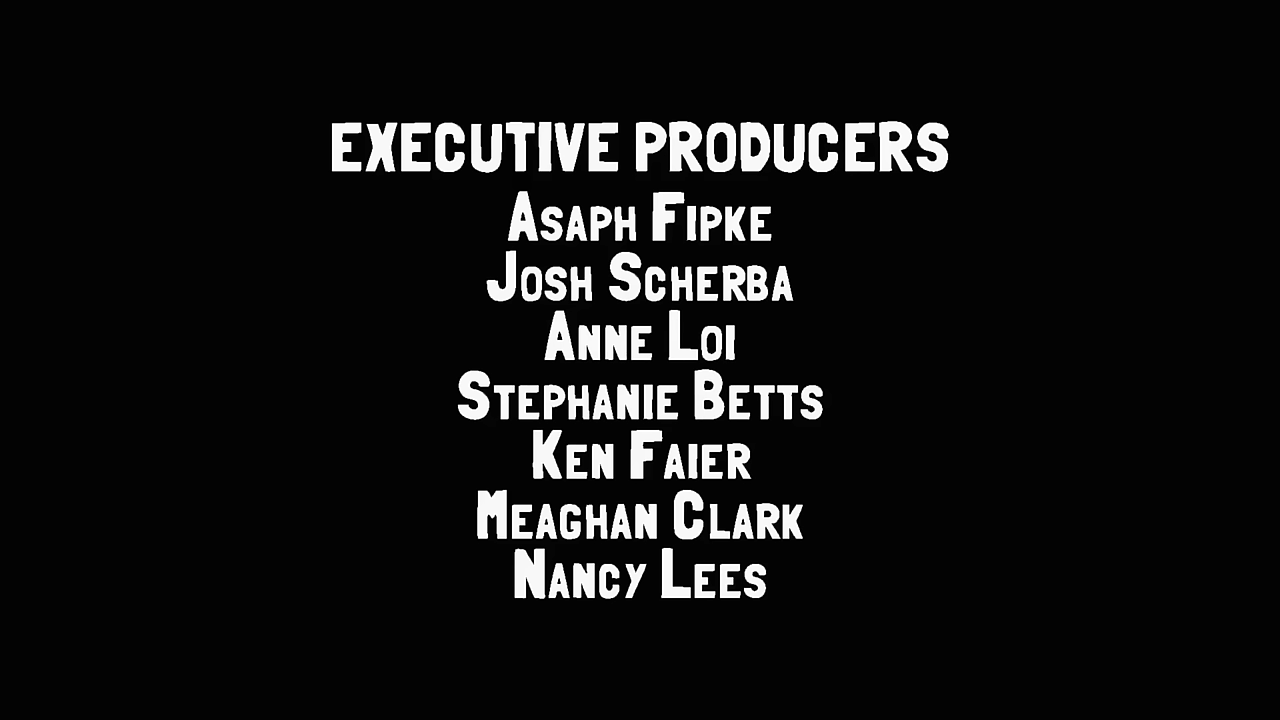 EXECUTIVE PRODUCERS
Asaph Fipke
Josh Scherba
Anne Loi
Stephanie Betts
Ken Faier
Meaghan Clark
Nancy Lees